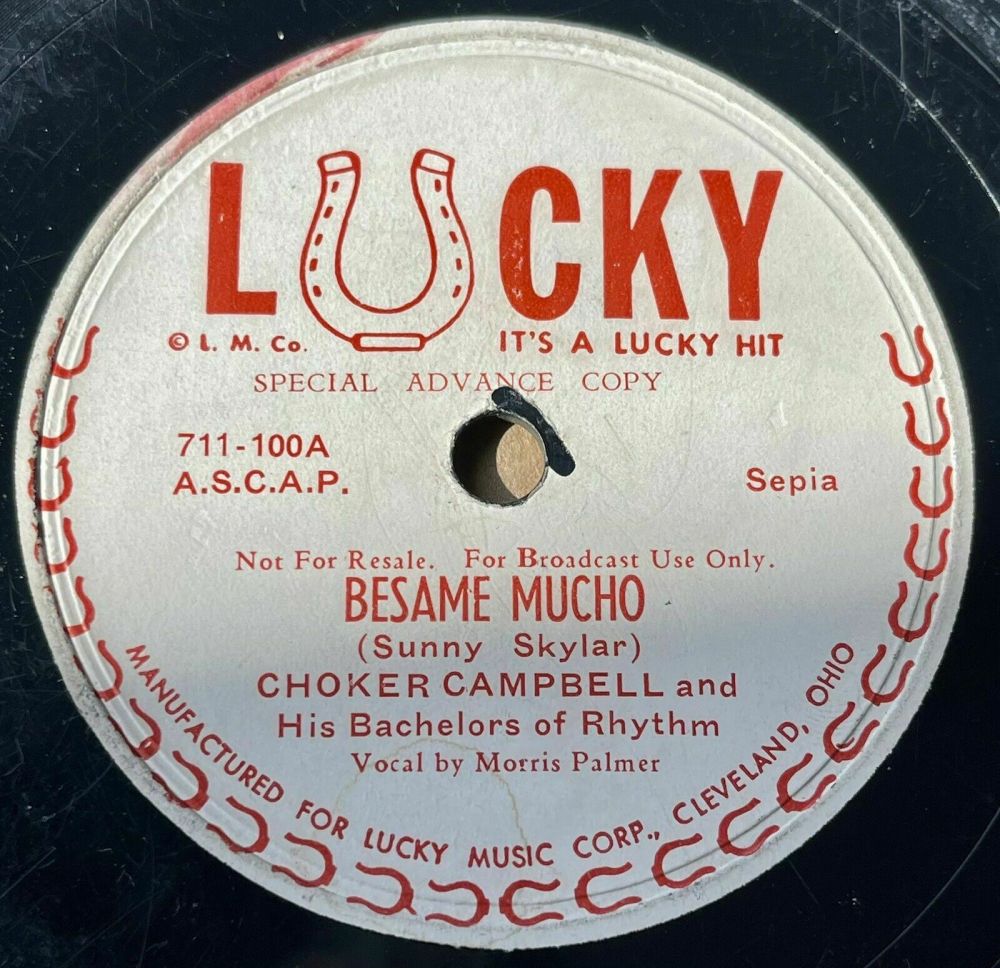 LUCKY
© L. M. Co.
IT'S A LUCKY HIT
SPECIAL ADVANCE COPY
711-100A
A.S.C.A.P.
Sepia
Not For Resale. For Broadcast Use Only.
BESAME MUCHO
(Sunny Skylar)
CHOKER CAMPBELL and
His Bachelors of Rhythm
Vocal by Morris Palmer
MANUFACTURED FOR LUCKY MUSIC CORP., CLEVELAND, OHIO